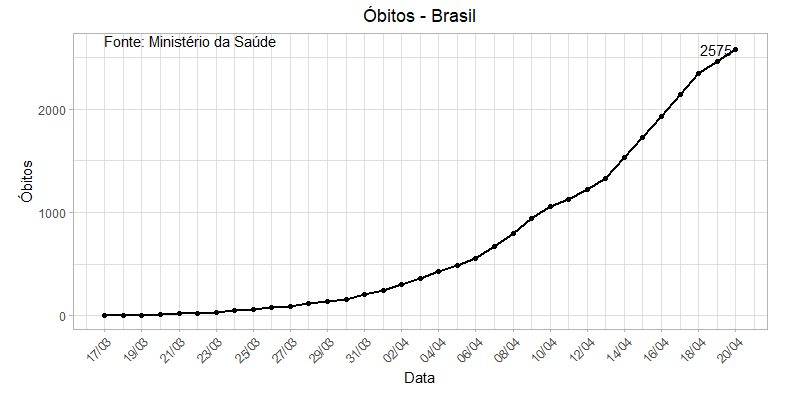 Óbitos - Brasil
Fonte: Ministério da Saúde
2575
Óbitos
2000
1000
0
17/03 19/03 21/03 23/03 25/03 27/03 29/03 31/03 02/04 04/04 06/04 08/04 10/04 12/04 14/04 16/04 18/04 20/04
Data